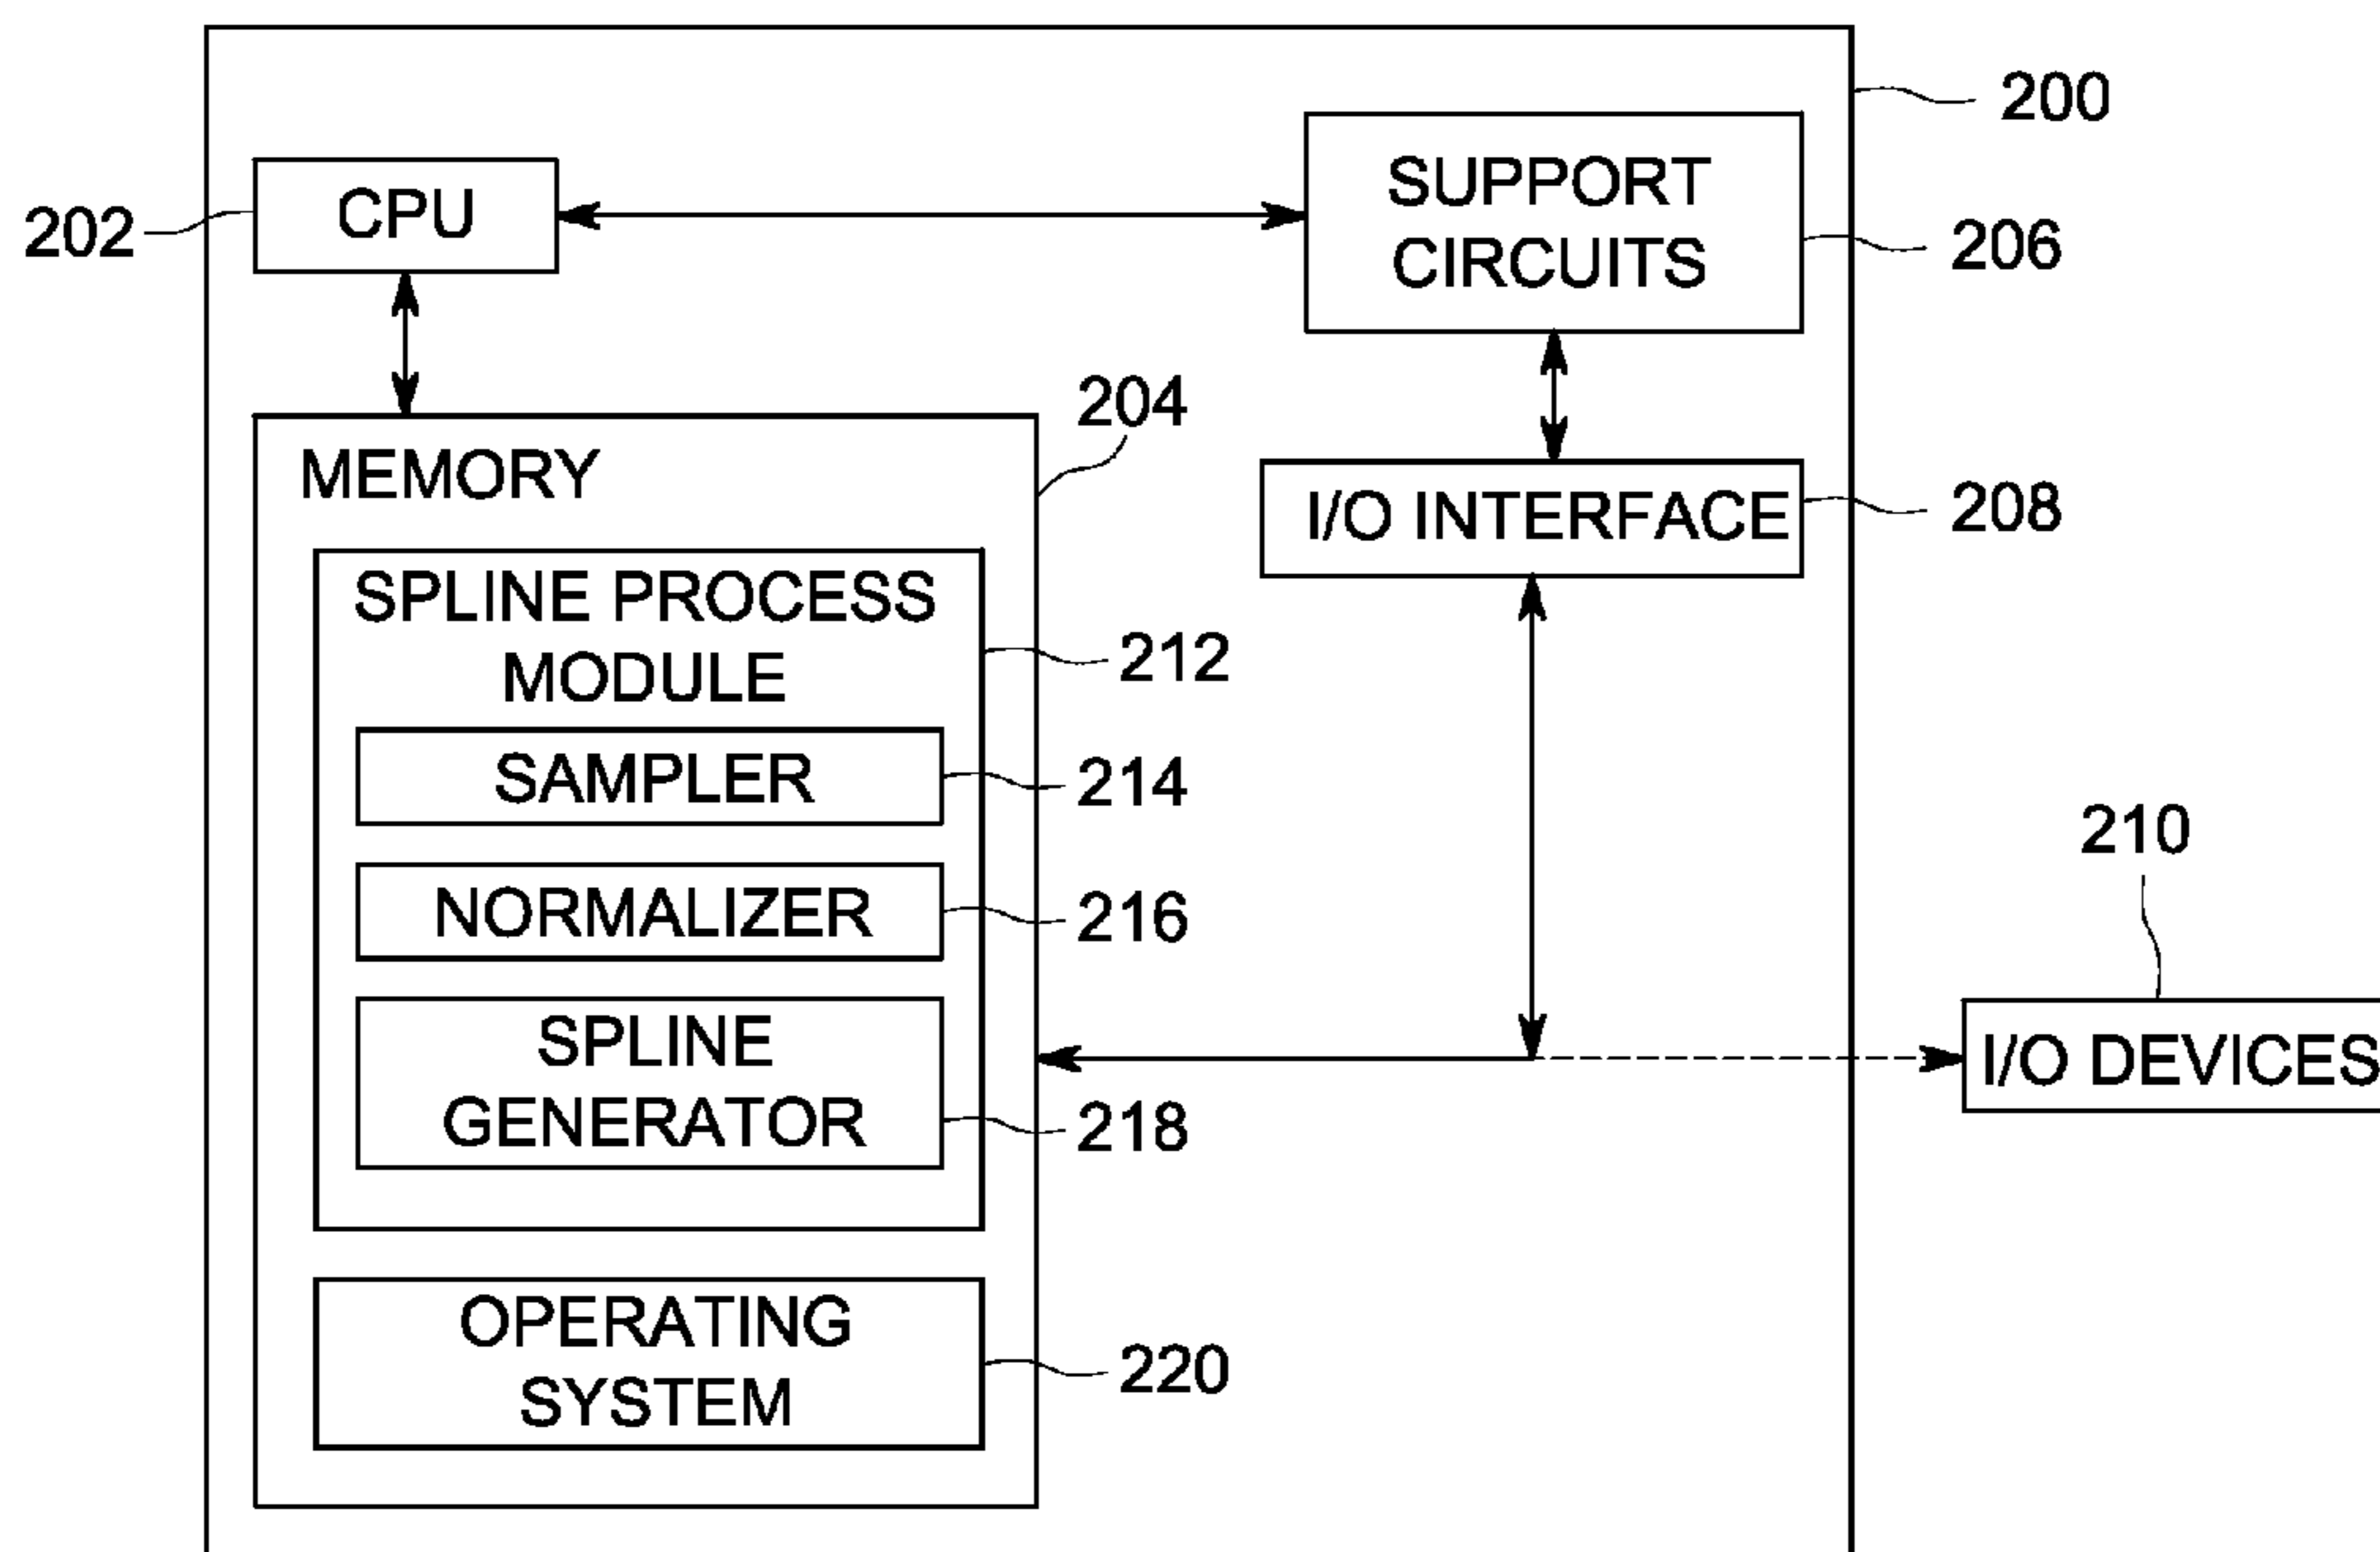 200
SUPPORT
CIRCUITS
CPU
202
206
204
MEMORY
I/O INTERFACE
208
SPLINE PROCESS
MODULE
212
SAMPLER
214
210
NORMALIZER
216
SPLINE
GENERATOR
218
I/O DEVICES
OPERATING
SYSTEM
220